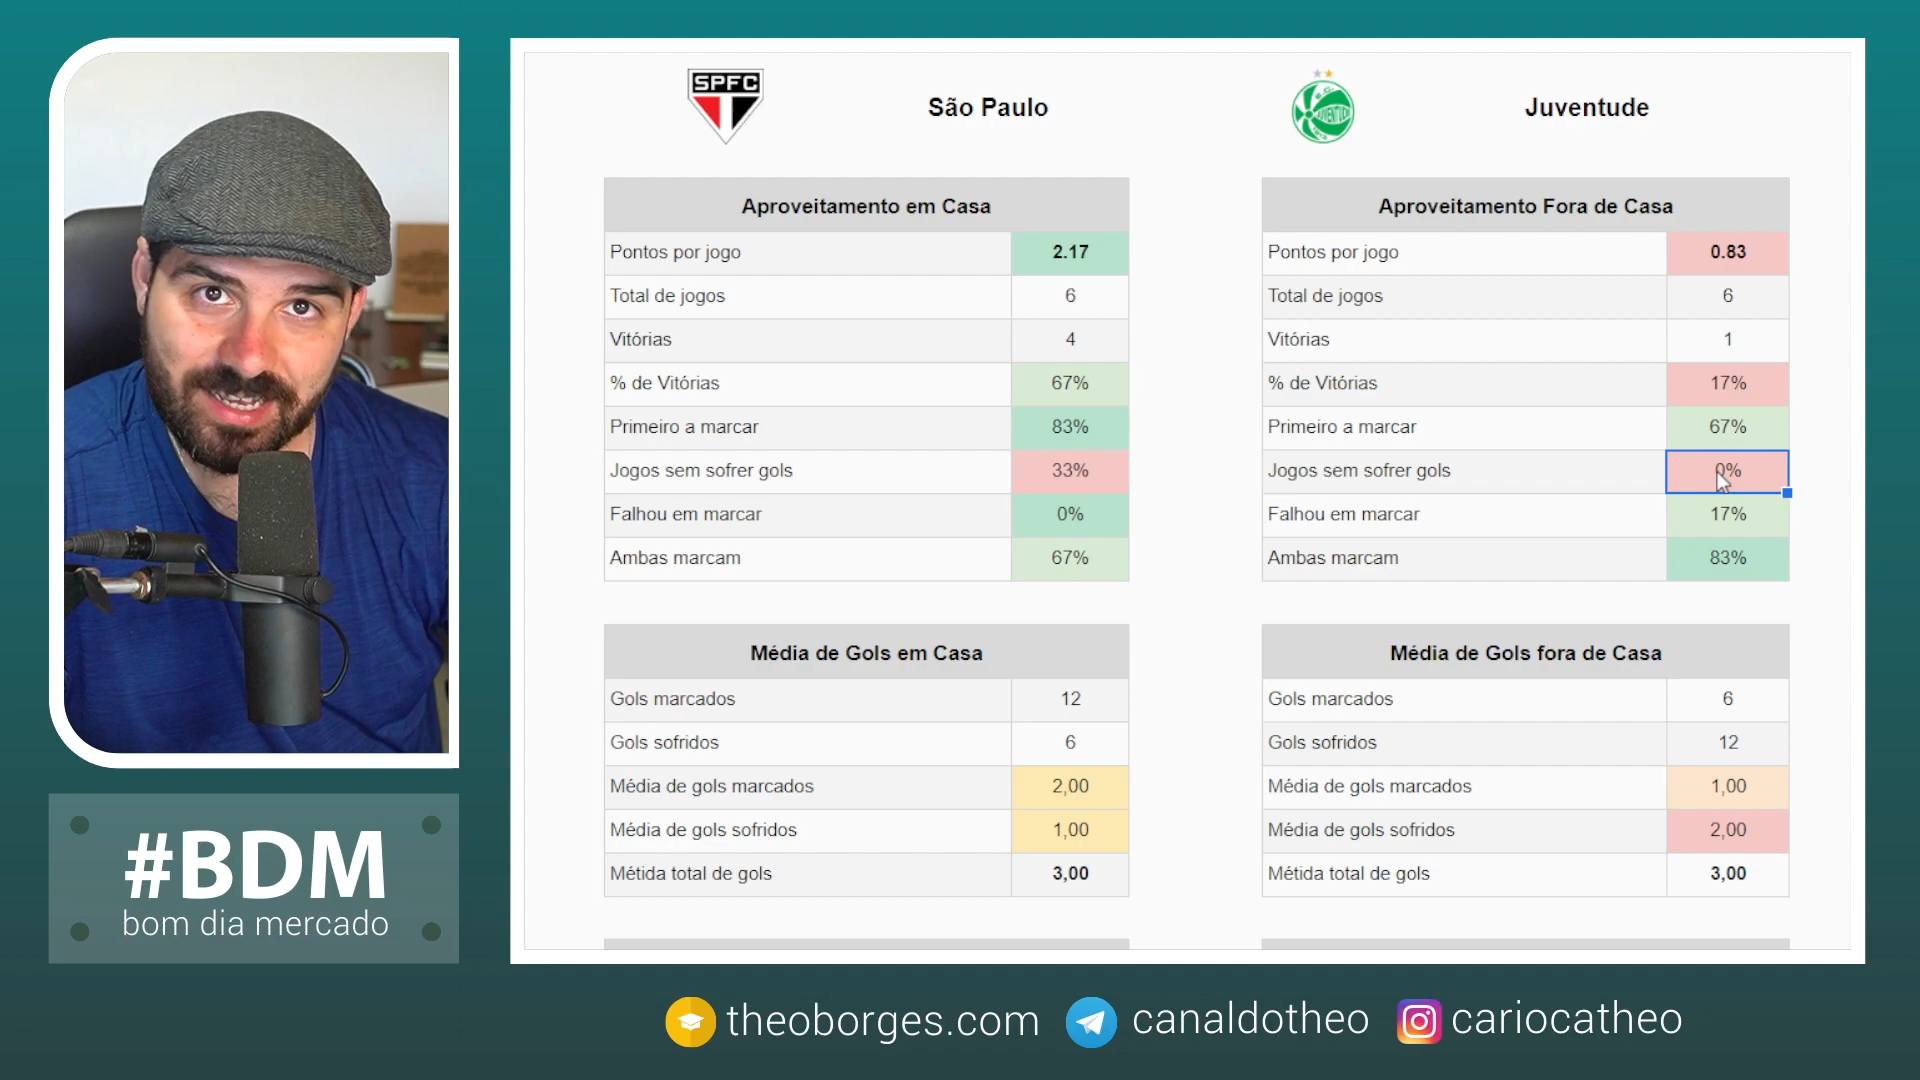 SPFC
São Paulo
JUVENTUDE
Juventude
Aproveitamento em Casa
Pontos por jogo 2.17
Total de jogos 6
Vitórias 4
% de Vitórias 67%
Primeiro a marcar 83%
Jogos sem sofrer gols 33%
Falhou em marcar 0%
Ambas marcam 67%
Aproveitamento Fora de Casa
Pontos por jogo 0.83
Total de jogos 6
Vitórias 1
% de Vitórias 17%
Primeiro a marcar 67%
Jogos sem sofrer gols 0%
Falhou em marcar 17%
Ambas marcam 83%
Média de Gols em Casa
Gols marcados 12
Gols sofridos 6
Média de gols marcados 2,00
Média de gols sofridos 1,00
Métida total de gols 3,00
Média de Gols fora de Casa
Gols marcados 6
Gols sofridos 12
Média de gols marcados 1,00
Média de gols sofridos 2,00
Métida total de gols 3,00
#BDM
bom dia mercado
theoborges.com
canaldotheo
cariocatheo